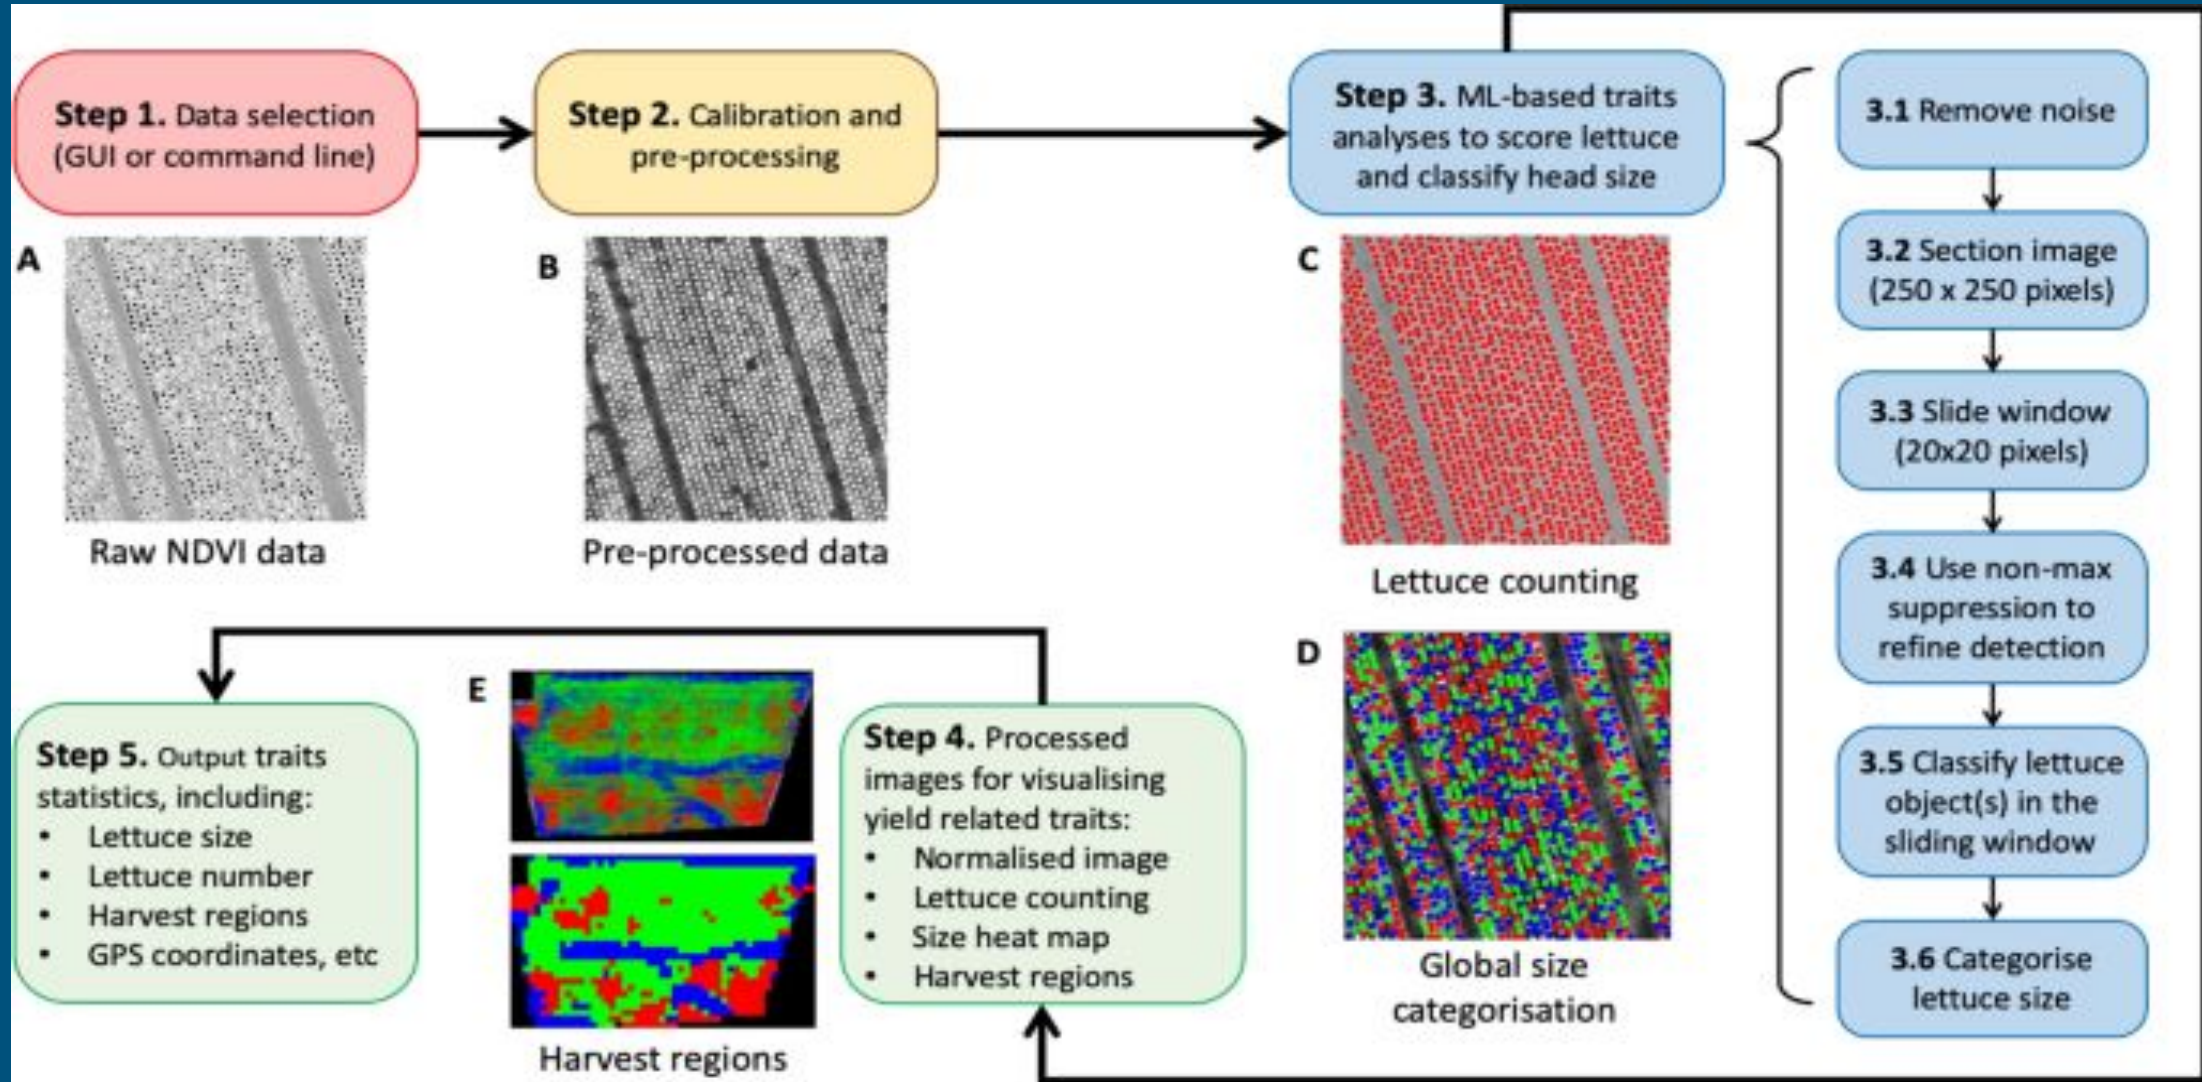 Step 1. Data selection
(GUI or command line)
Step 2. Calibration and
pre-processing
Step 3. ML-based traits
analyses to score lettuce
and classify head size
3.1 Remove noise
3.2 Section image
(250 x 250 pixels)
3.3 Slide window
(20x20 pixels)
3.4 Use non-max
suppression to
refine detection
3.5 Classify lettuce
object(s) in the
sliding window
3.6 Categorise
lettuce size
A
Raw NDVI data
B
Pre-processed data
C
Lettuce counting
D
Global size
categorisation
Step 4. Processed
images for visualising
yield related traits:
• Normalised image
• Lettuce counting
• Size heat map
• Harvest regions
E
Harvest regions
Step 5. Output traits
statistics, including:
• Lettuce size
• Lettuce number
• Harvest regions
• GPS coordinates, etc